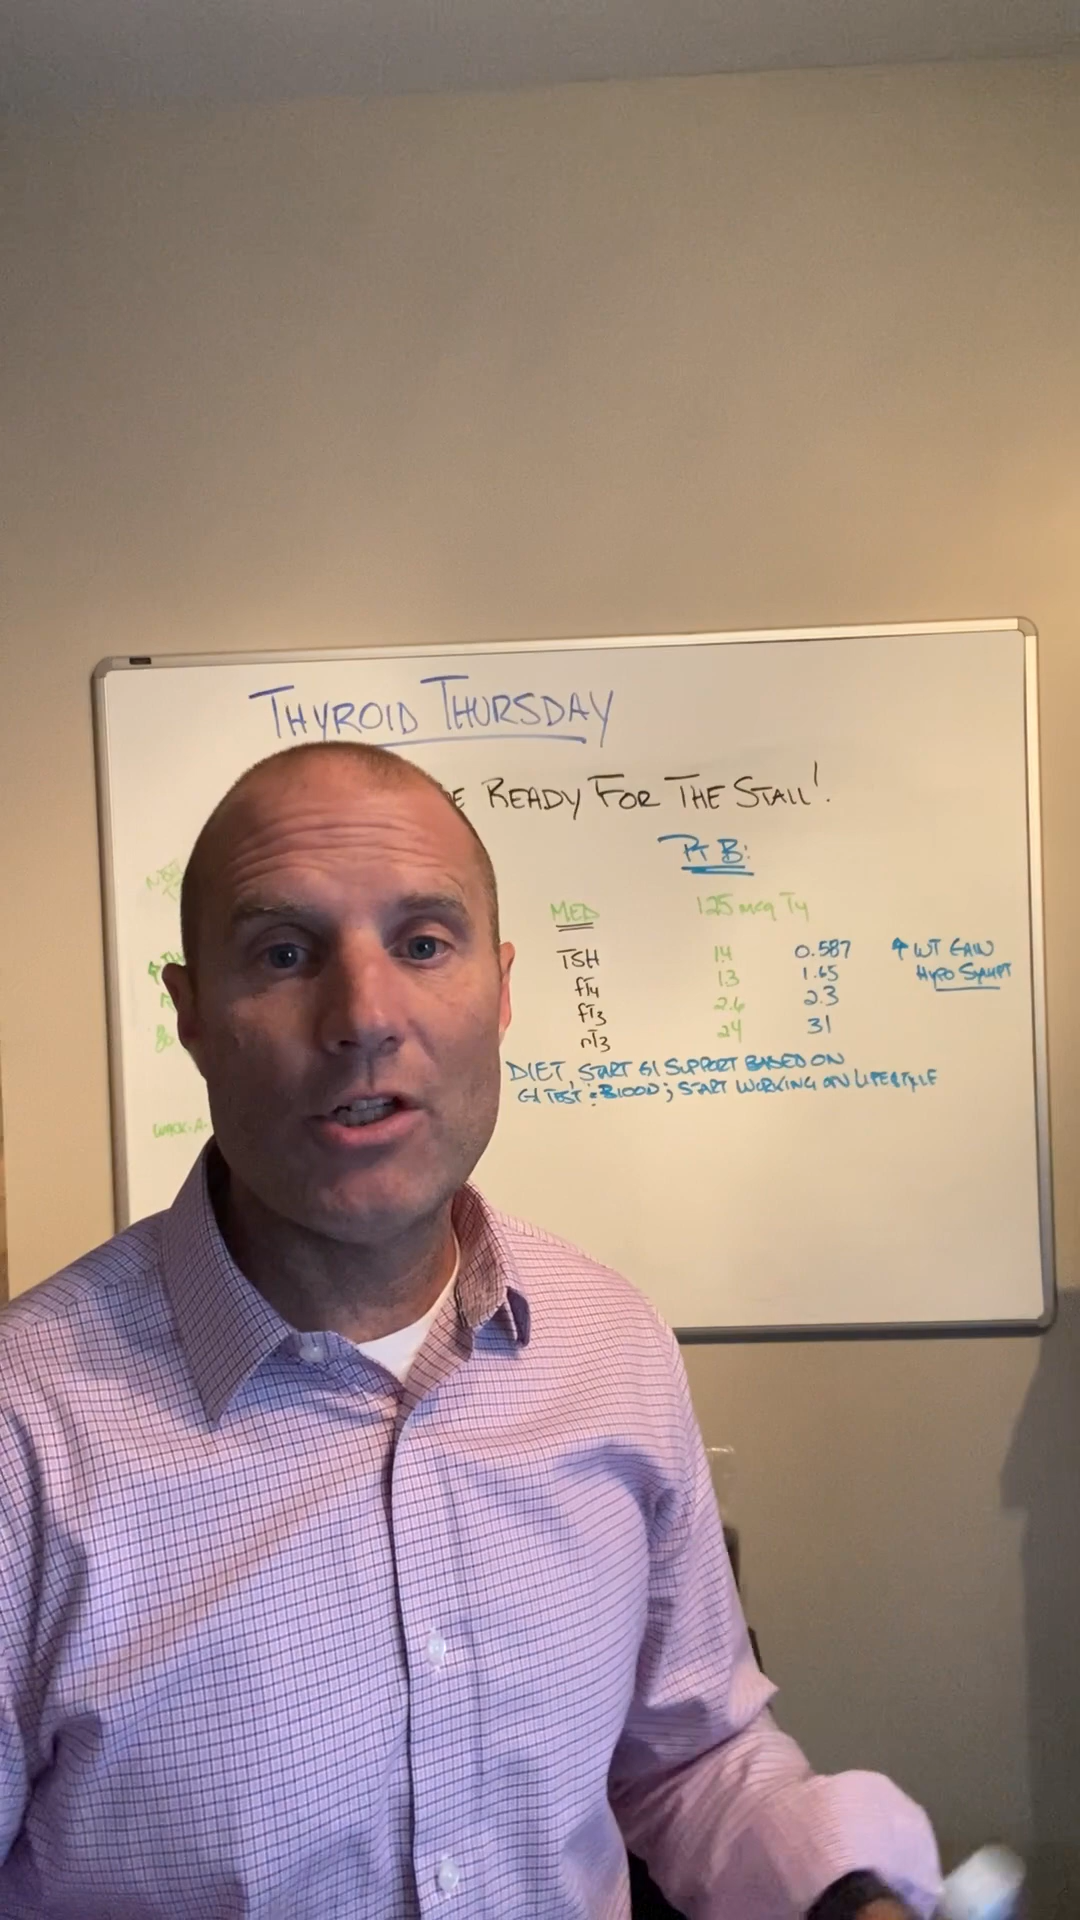 THYROID THURSDAY
E READY FOR THE STALL!
PT B:
MED 125 mcg T4
TSH 1.4 0.587 ↑ WT GAIN
fT4 1.3 1.65 HYPO SYMPT
fT3 2.6 2.3
rT3 24 31
DIET, START GI SUPPORT BASED ON
GI TEST : BLOOD ; START WORKING ON LIFESTYLE